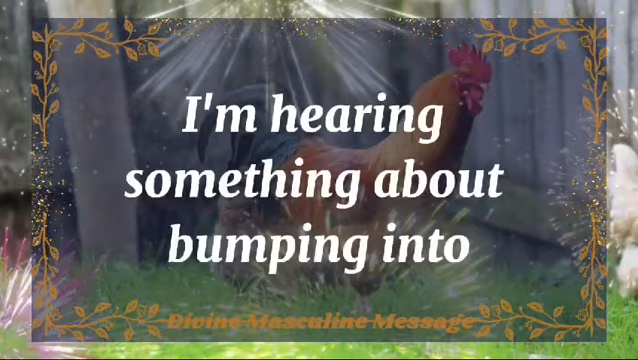 I'm hearing
something about
bumping into
Divine Masculine Message